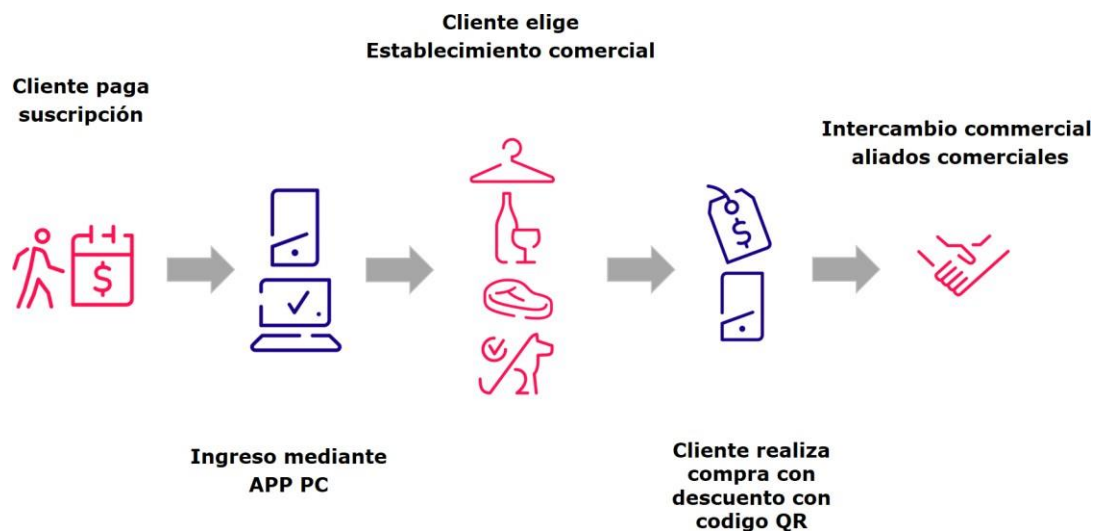 Cliente paga
suscripción
Ingreso mediante
APP PC
Cliente elige
Establecimiento comercial
Cliente realiza
compra con
descuento con
codigo QR
Intercambio commercial
aliados comerciales
$
$